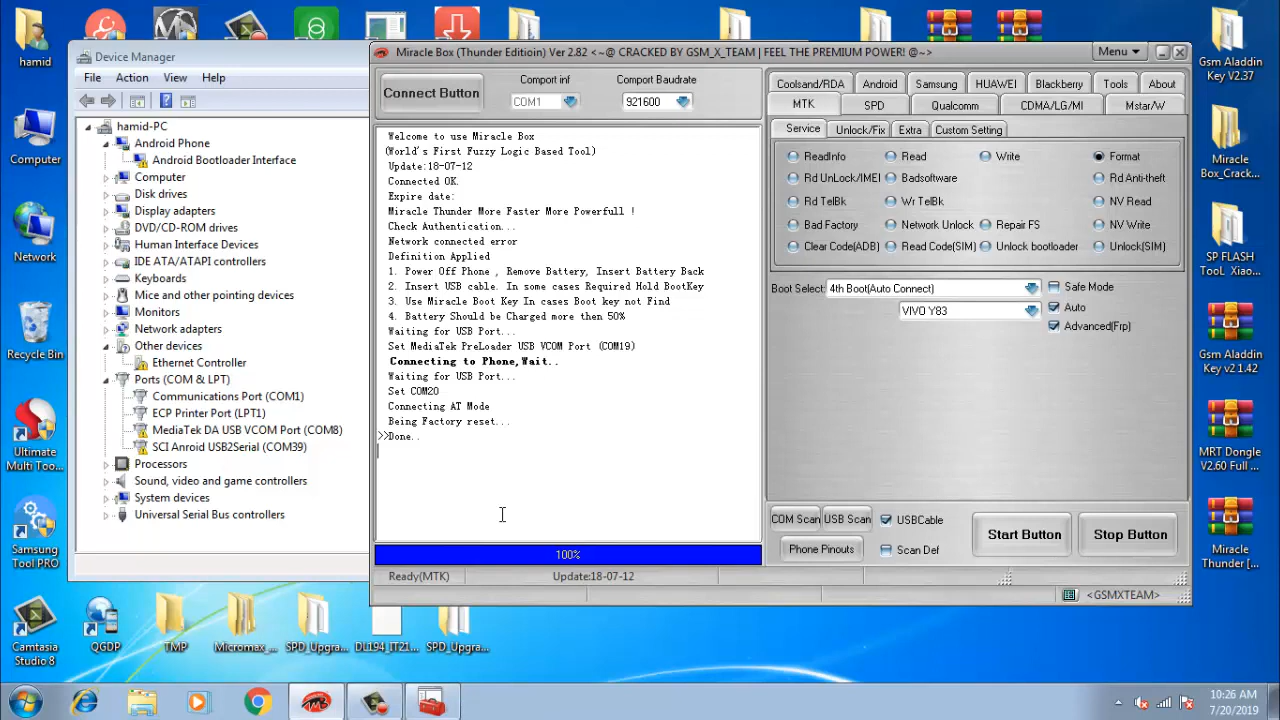 hamid
Computer
Network
Recycle Bin
Ultimate
Multi Too...
Samsung
Tool PRO
Camtasia
Studio 8
QGDP
TMP
Micromax_...
SPD_Upgra...
DL194_IT21...
SPD_Upg...
Device Manager
File Action View Help
hamid-PC
Android Phone
Android Bootloader Interface
Computer
Disk drives
Display adapters
DVD/CD-ROM drives
Human Interface Devices
IDE ATA/ATAPI controllers
Keyboards
Mice and other pointing devices
Monitors
Network adapters
Other devices
Ethernet Controller
Ports (COM & LPT)
Communications Port (COM1)
ECP Printer Port (LPT1)
MediaTek DA USB VCOM Port (COM8)
SCI Anroid USB2Serial (COM39)
Processors
Sound, video and game controllers
System devices
Universal Serial Bus controllers
Miracle Box (Thunder Editioin) Ver 2.82 <~@ CRACKED BY GSM_X_TEAM | FEEL THE PREMIUM POWER! @~>
Menu
Connect Button
Comport inf
COM1
Comport Baudrate
921600
Welcome to use Miracle Box
(World's First Fuzzy Logic Based Tool)
Update:18-07-12
Connected OK.
Expire date:
Miracle Thunder More Faster More Powerfull !
Check Authentication...
Network connected error
Definition Applied
1. Power Off Phone , Remove Battery, Insert Battery Back
2. Insert USB cable. In some cases Required Hold BootKey
3. Use Miracle Boot Key In cases Boot key not Find
4. Battery Should be Charged more then 50%
Waiting for USB Port...
Set MediaTek PreLoader USB VCOM Port (COM19)
Connecting to Phone,Wait..
Waiting for USB Port...
Set COM20
Connecting AT Mode
Being Factory reset...
>>Done..
100%
Ready(MTK)
Update:18-07-12
<GSMXTEAM>
Coolsand/RDA Android Samsung HUAWEI Blackberry Tools About
MTK SPD Qualcomm CDMA/LG/MI Mstar/W
Service Unlock/Fix Extra Custom Setting
ReadInfo Read Write Format
Rd UnLock/IMEI Badsoftware Rd Anti-theft
Rd TelBk Wr TelBk NV Read
Bad Factory Network Unlock Repair FS NV Write
Clear Code(ADB) Read Code(SIM) Unlock bootloader Unlock(SIM)
Boot Select: 4th Boot(Auto Connect) Safe Mode
VIVO Y83 Auto
Advanced(Frp)
COM Scan USB Scan USBCable
Phone Pinouts Scan Def
Start Button
Stop Button
Gsm Aladdin
Key V2.37
Miracle
Box_Crack...
SP FLASH
TooL Xiao...
Gsm Aladdin
Key v2 1.42
MRT Dongle
V2.60 Full ...
Miracle
Thunder [...
10:26 AM
7/20/2019